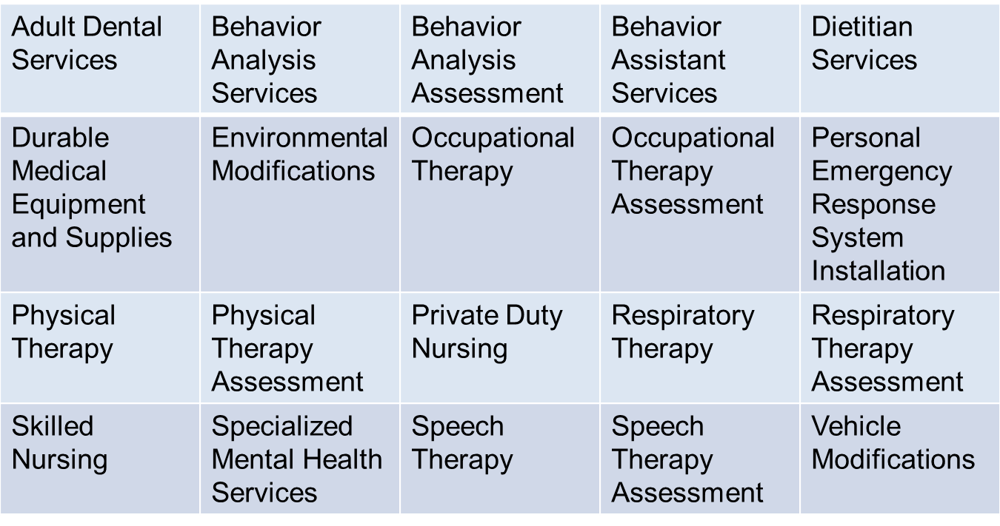 Adult Dental
Services
Behavior
Analysis
Services
Behavior
Analysis
Assessment
Behavior
Assistant
Services
Dietitian
Services
Durable
Medical
Equipment
and Supplies
Environmental
Modifications
Occupational
Therapy
Occupational
Therapy
Assessment
Personal
Emergency
Response
System
Installation
Physical
Therapy
Physical
Therapy
Assessment
Private Duty
Nursing
Respiratory
Therapy
Respiratory
Therapy
Assessment
Skilled
Nursing
Specialized
Mental Health
Services
Speech
Therapy
Speech
Therapy
Assessment
Vehicle
Modifications